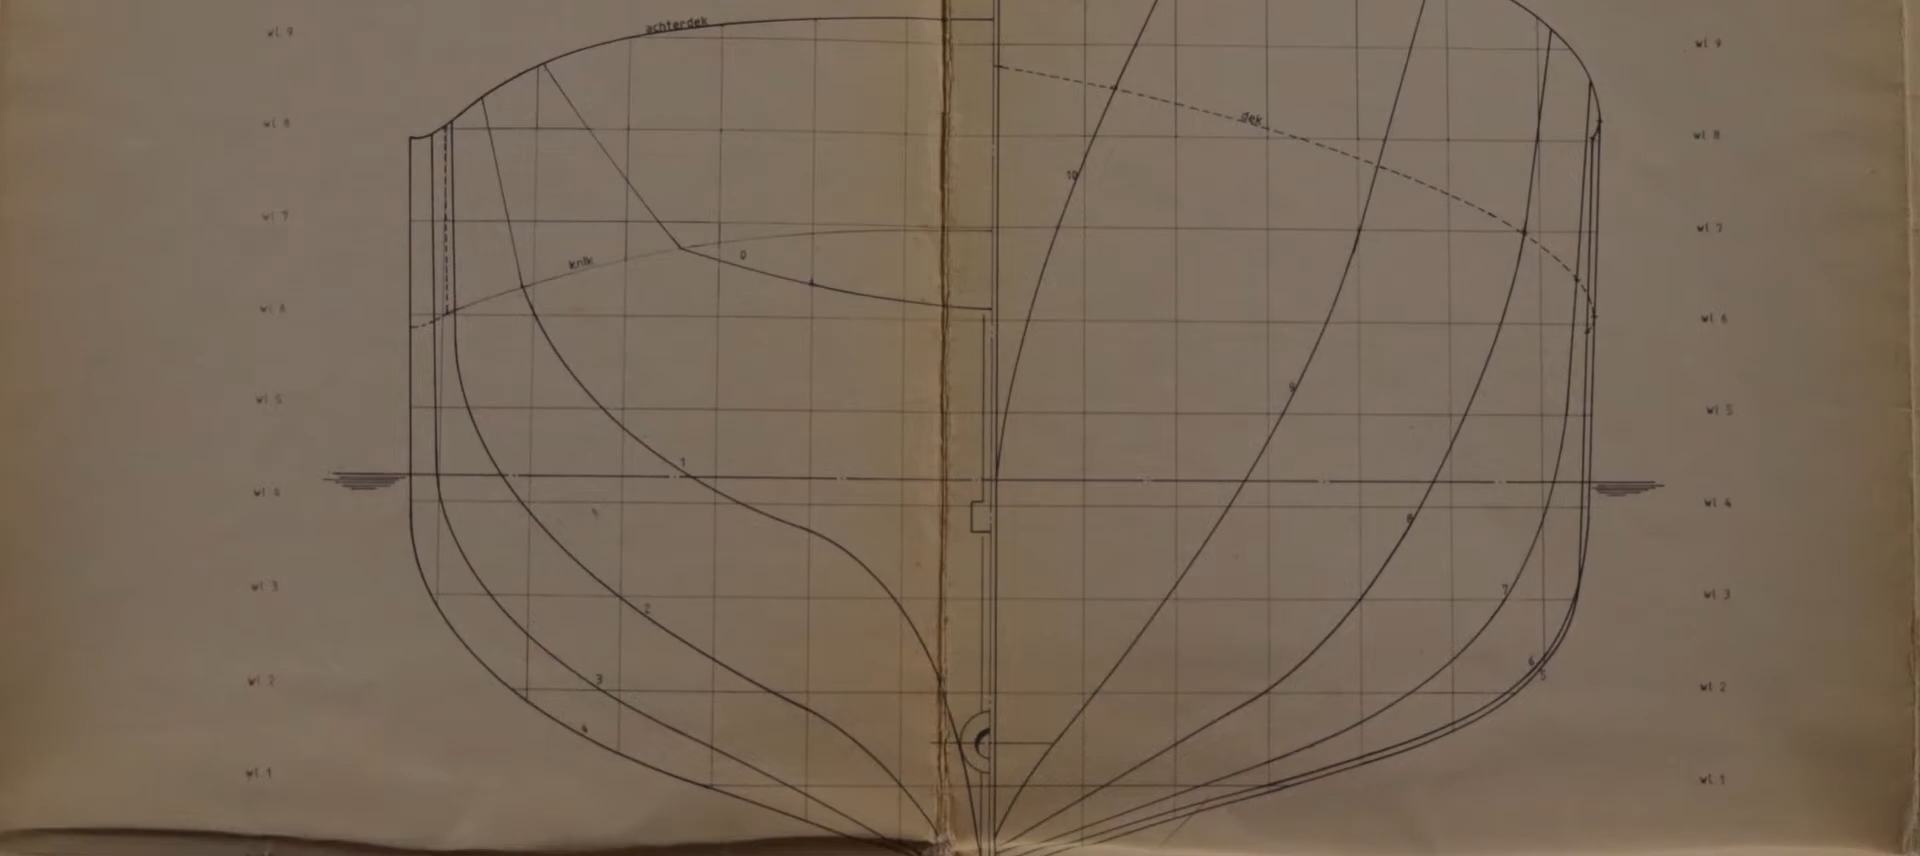 achterdek
wl 9
wl 9
dek
wl 8
wl 8
10
wl 7
wl 7
knik
0
wl 6
wl 6
9
wl 5
wl 5
1
wl 4
wl 4
8
wl 3
7
wl 3
2
6
5
wl 2
3
wl 2
4
wl 1
wl 1